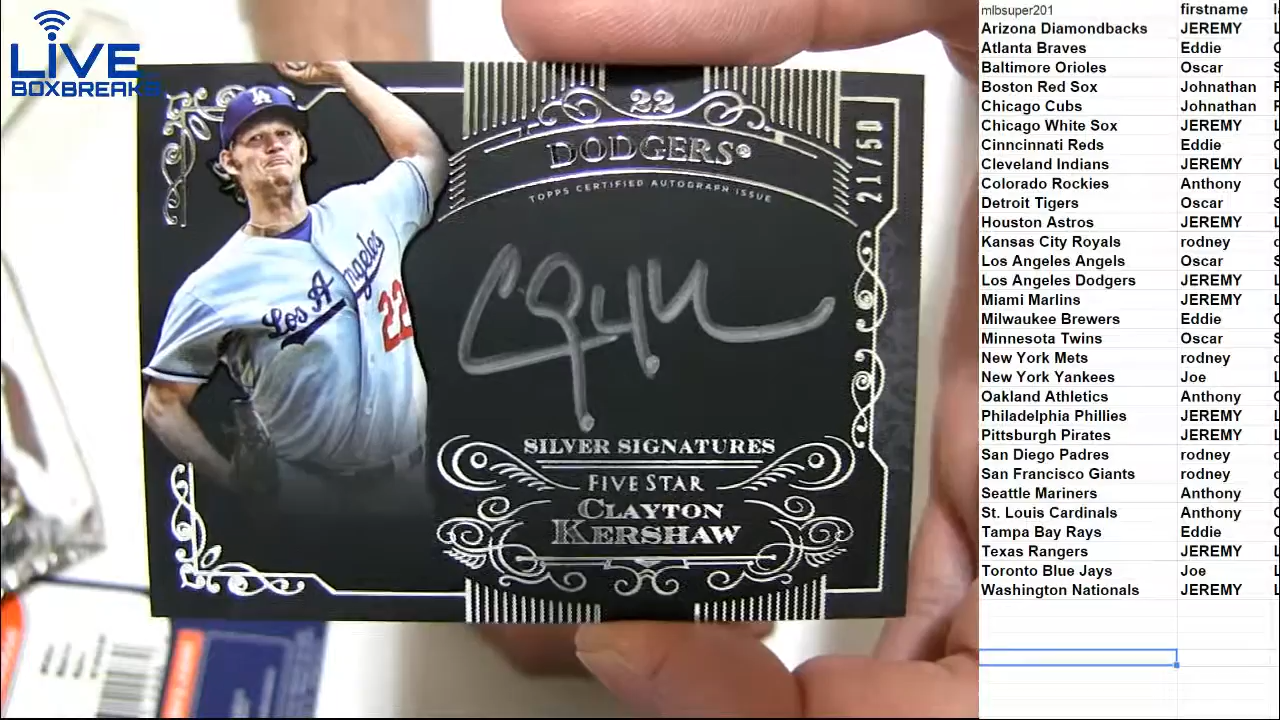 LIVE
BOXBREAKS
22
DODGERS®
TOPPS CERTIFIED AUTOGRAPH ISSUE
21/50
LA
Los Angeles
22
SILVER SIGNATURES
FIVE STAR
CLAYTON
KERSHAW
mlbsuper201 firstname
Arizona Diamondbacks JEREMY
Atlanta Braves Eddie
Baltimore Orioles Oscar
Boston Red Sox Johnathan
Chicago Cubs Johnathan
Chicago White Sox JEREMY
Cinncinnati Reds Eddie
Cleveland Indians JEREMY
Colorado Rockies Anthony
Detroit Tigers Oscar
Houston Astros JEREMY
Kansas City Royals rodney
Los Angeles Angels Oscar
Los Angeles Dodgers JEREMY
Miami Marlins JEREMY
Milwaukee Brewers Eddie
Minnesota Twins Oscar
New York Mets rodney
New York Yankees Joe
Oakland Athletics Anthony
Philadelphia Phillies JEREMY
Pittsburgh Pirates JEREMY
San Diego Padres rodney
San Francisco Giants rodney
Seattle Mariners Anthony
St. Louis Cardinals Anthony
Tampa Bay Rays Eddie
Texas Rangers JEREMY
Toronto Blue Jays Joe
Washington Nationals JEREMY